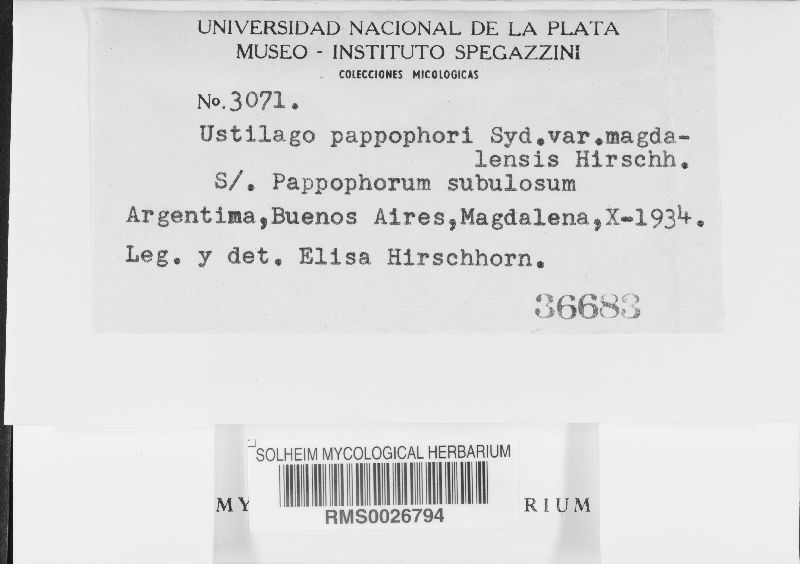 UNIVERSIDAD NACIONAL DE LA PLATA
MUSEO - INSTITUTO SPEGAZZINI
COLECCIONES MICOLOGICAS
No. 3071.
Ustilago pappophori Syd.var.magda-
lensis Hirschh.
S/. Pappophorum subulosum
Argentima,Buenos Aires,Magdalena,X-1934.
Leg. y det. Elisa Hirschhorn.
36683
SOLHEIM MYCOLOGICAL HERBARIUM
MY RIUM
RMS0026794